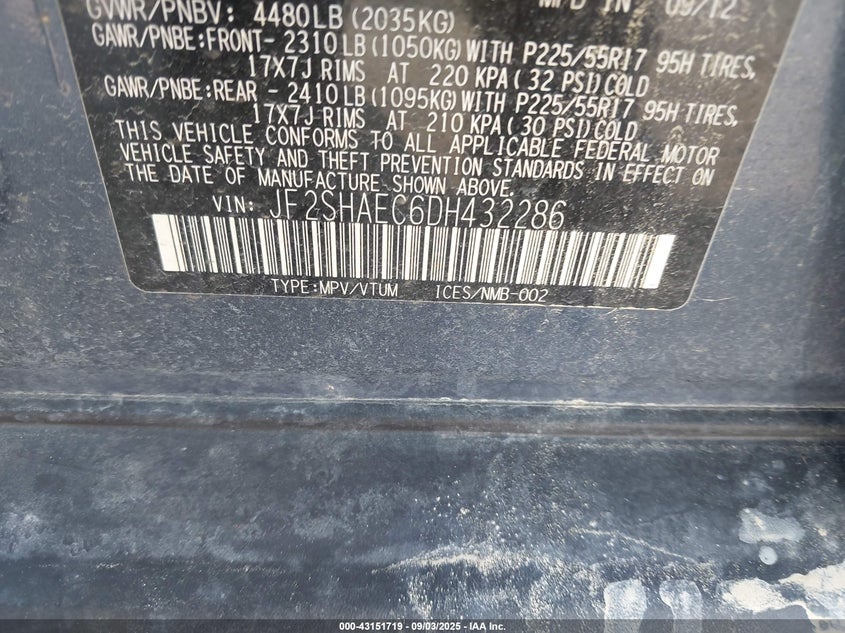 GVWR/PNBV: 4480LB (2035KG) MFD IN 09/12
GAWR/PNBE:FRONT- 2310LB(1050KG)WITH P225/55R17 95H TIRES,
17X7J RIMS AT 220 KPA(32 PSI)COLD
GAWR/PNBE:REAR - 2410LB(1095KG)WITH P225/55R17 95H TIRES,
17X7J RIMS AT 210 KPA(30 PSI)COLD
THIS VEHICLE CONFORMS TO ALL APPLICABLE FEDERAL MOTOR
VEHICLE SAFETY AND THEFT PREVENTION STANDARDS IN EFFECT ON
THE DATE OF MANUFACTURE SHOWN ABOVE.
VIN: JF2SHAEC6DH432286
TYPE:MPV/VTUM ICES/NMB-002
000-43151719 - 09/03/2025 - IAA Inc.